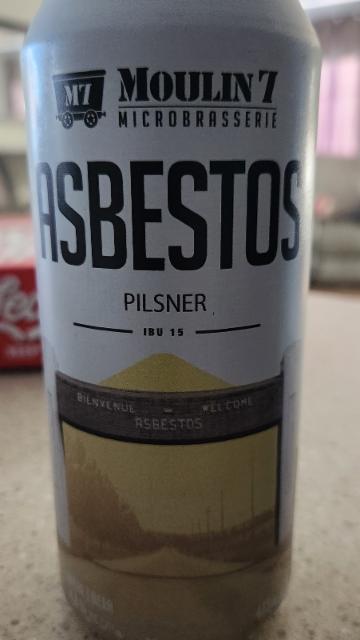 M7
MOULIN 7
MICROBRASSERIE
ASBESTOS
PILSNER
IBU 15
BIENVENUE - WELCOME
ASBESTOS